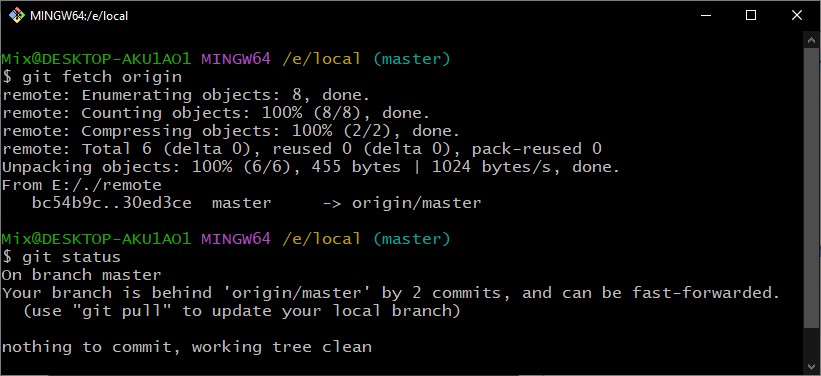 MINGW64:/e/local
Mix@DESKTOP-AKU1AO1 MINGW64 /e/local (master)
$ git fetch origin
remote: Enumerating objects: 8, done.
remote: Counting objects: 100% (8/8), done.
remote: Compressing objects: 100% (2/2), done.
remote: Total 6 (delta 0), reused 0 (delta 0), pack-reused 0
Unpacking objects: 100% (6/6), 455 bytes | 1024 bytes/s, done.
From E:/./remote
   bc54b9c..30ed3ce  master     -> origin/master
Mix@DESKTOP-AKU1AO1 MINGW64 /e/local (master)
$ git status
On branch master
Your branch is behind 'origin/master' by 2 commits, and can be fast-forwarded.
  (use "git pull" to update your local branch)
nothing to commit, working tree clean